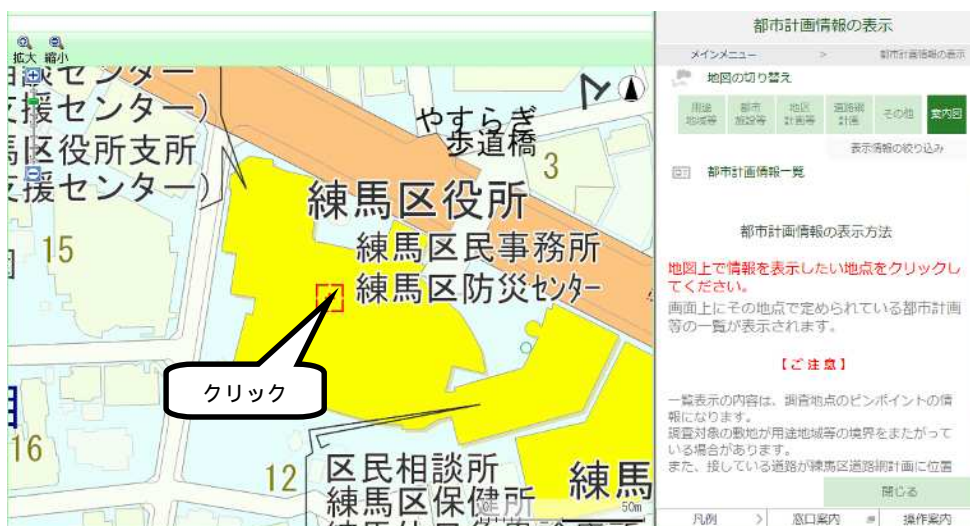 拡大 縮小
相談センター
支援センター)
馬区役所支所
支援センター)
やすらぎ
歩道橋
3
練馬区役所
練馬区民事務所
練馬区防災センター
15
クリック
16
12
区民相談所
練馬区保健所
練馬
50m
都市計画情報の表示
メインメニュー > 都市計画情報の表示
地図の切り替え
用途
地域等
都市
施設等
地区
計画等
道路網
計画
その他
案内図
表示情報の絞り込み
都市計画情報一覧
都市計画情報の表示方法
地図上で情報を表示したい地点をクリックし
てください。
画面上にその地点で定められている都市計画
等の一覧が表示されます。
【ご注意】
一覧表示の内容は、調査地点のピンポイントの情
報になります。
調査対象の敷地が用途地域等の境界をまたがって
いる場合があります。
また、接している道路が練馬区道路網計画に位置
閉じる
凡例 > 窓口案内 操作案内